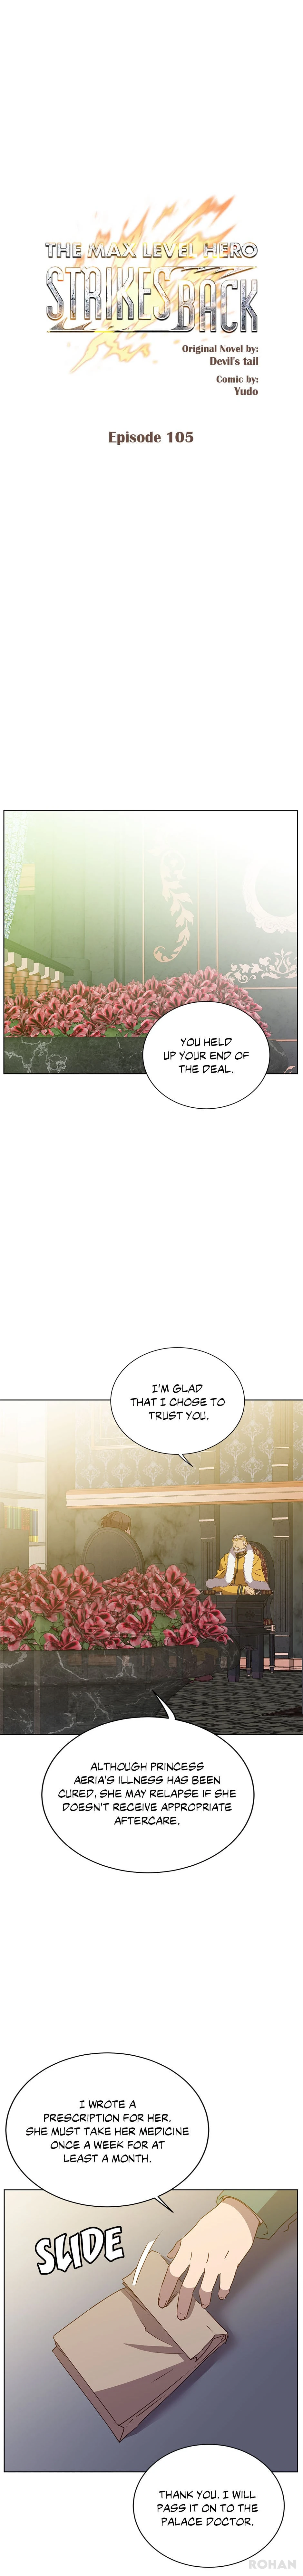 THE MAX LEVEL HERO
STRIKES BACK
Original Novel by:
Devil's tail
Comic by:
Yudo
Episode 105
YOU HELD
UP YOUR END OF
THE DEAL.
I'M GLAD
THAT I CHOSE TO
TRUST YOU.
ALTHOUGH PRINCESS
AERIA'S ILLNESS HAS BEEN
CURED, SHE MAY RELAPSE IF SHE
DOESN'T RECEIVE APPROPRIATE
AFTERCARE.
I WROTE A
PRESCRIPTION FOR HER.
SHE MUST TAKE HER MEDICINE
ONCE A WEEK FOR AT
LEAST A MONTH.
SLIDE
THANK YOU. I WILL
PASS IT ON TO THE
PALACE DOCTOR.
ROHAN